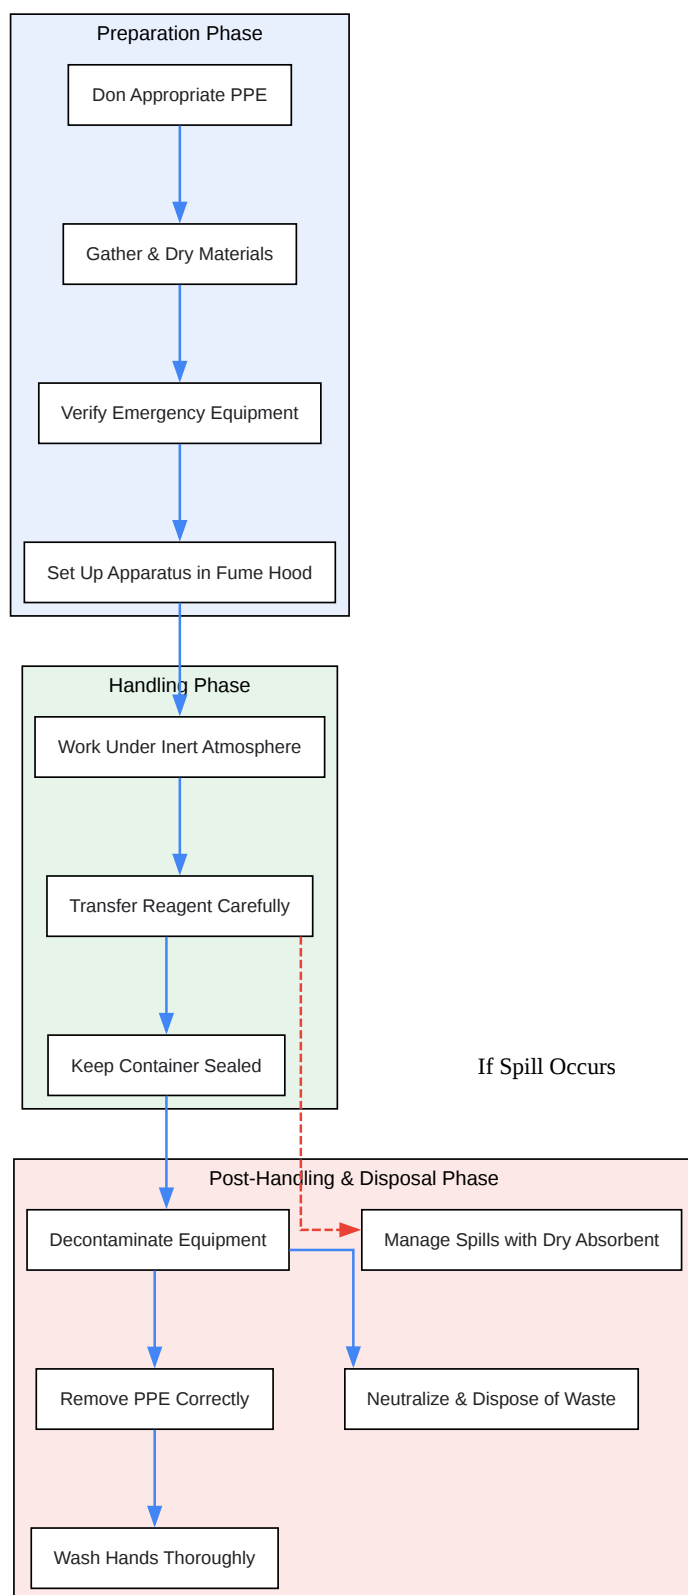 Preparation Phase
Don Appropriate PPE
Gather & Dry Materials
Verify Emergency Equipment
Set Up Apparatus in Fume Hood
Handling Phase
Work Under Inert Atmosphere
Transfer Reagent Carefully
Keep Container Sealed
If Spill Occurs
Post-Handling & Disposal Phase
Decontaminate Equipment
Manage Spills with Dry Absorbent
Remove PPE Correctly
Neutralize & Dispose of Waste
Wash Hands Thoroughly